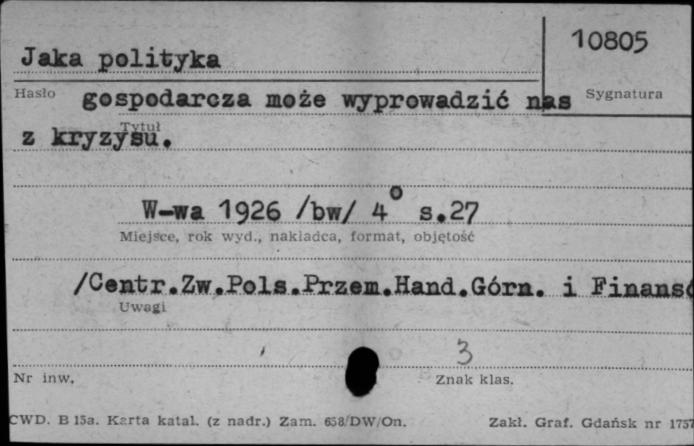 10805
Jaka polityka
Hasło
Sygnatura
gospodarcza może wyprowadzić nas
Tytuł
z kryzysu.
W-wa 1926 /bw/ 4° s.27
Miejsce, rok wyd., nakładca, format, objętość
/Centr.Zw.Pols.Przem.Hand.Górn. i Finansó
Uwagi
3
Nr inw.
Znak klas.
CWD. B 15a. Karta katal. (z nadr.) Zam. 658/DW/On.
Zakł. Graf. Gdańsk nr 1757